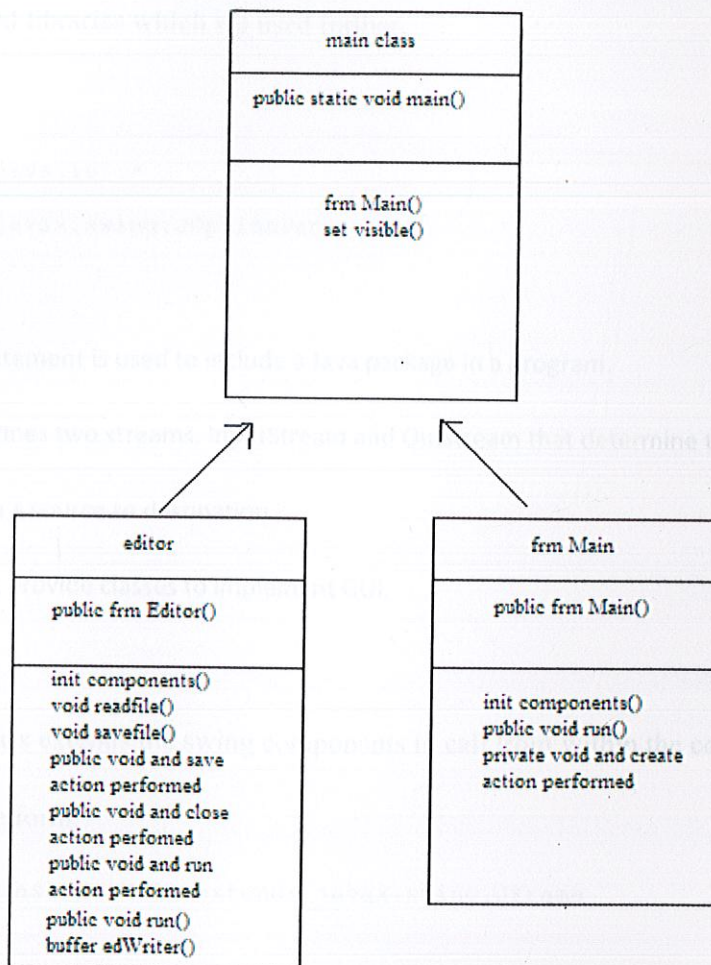 main class
public static void main()
frm Main()
set visible()
editor
public frm Editor()
init components()
void readfile()
void savefile()
public void and save
action performed
public void and close
action perfomed
public void and run
action performed
public void run()
buffer edWriter()
frm Main
public frm Main()
init components()
public void run()
private void and create
action performed